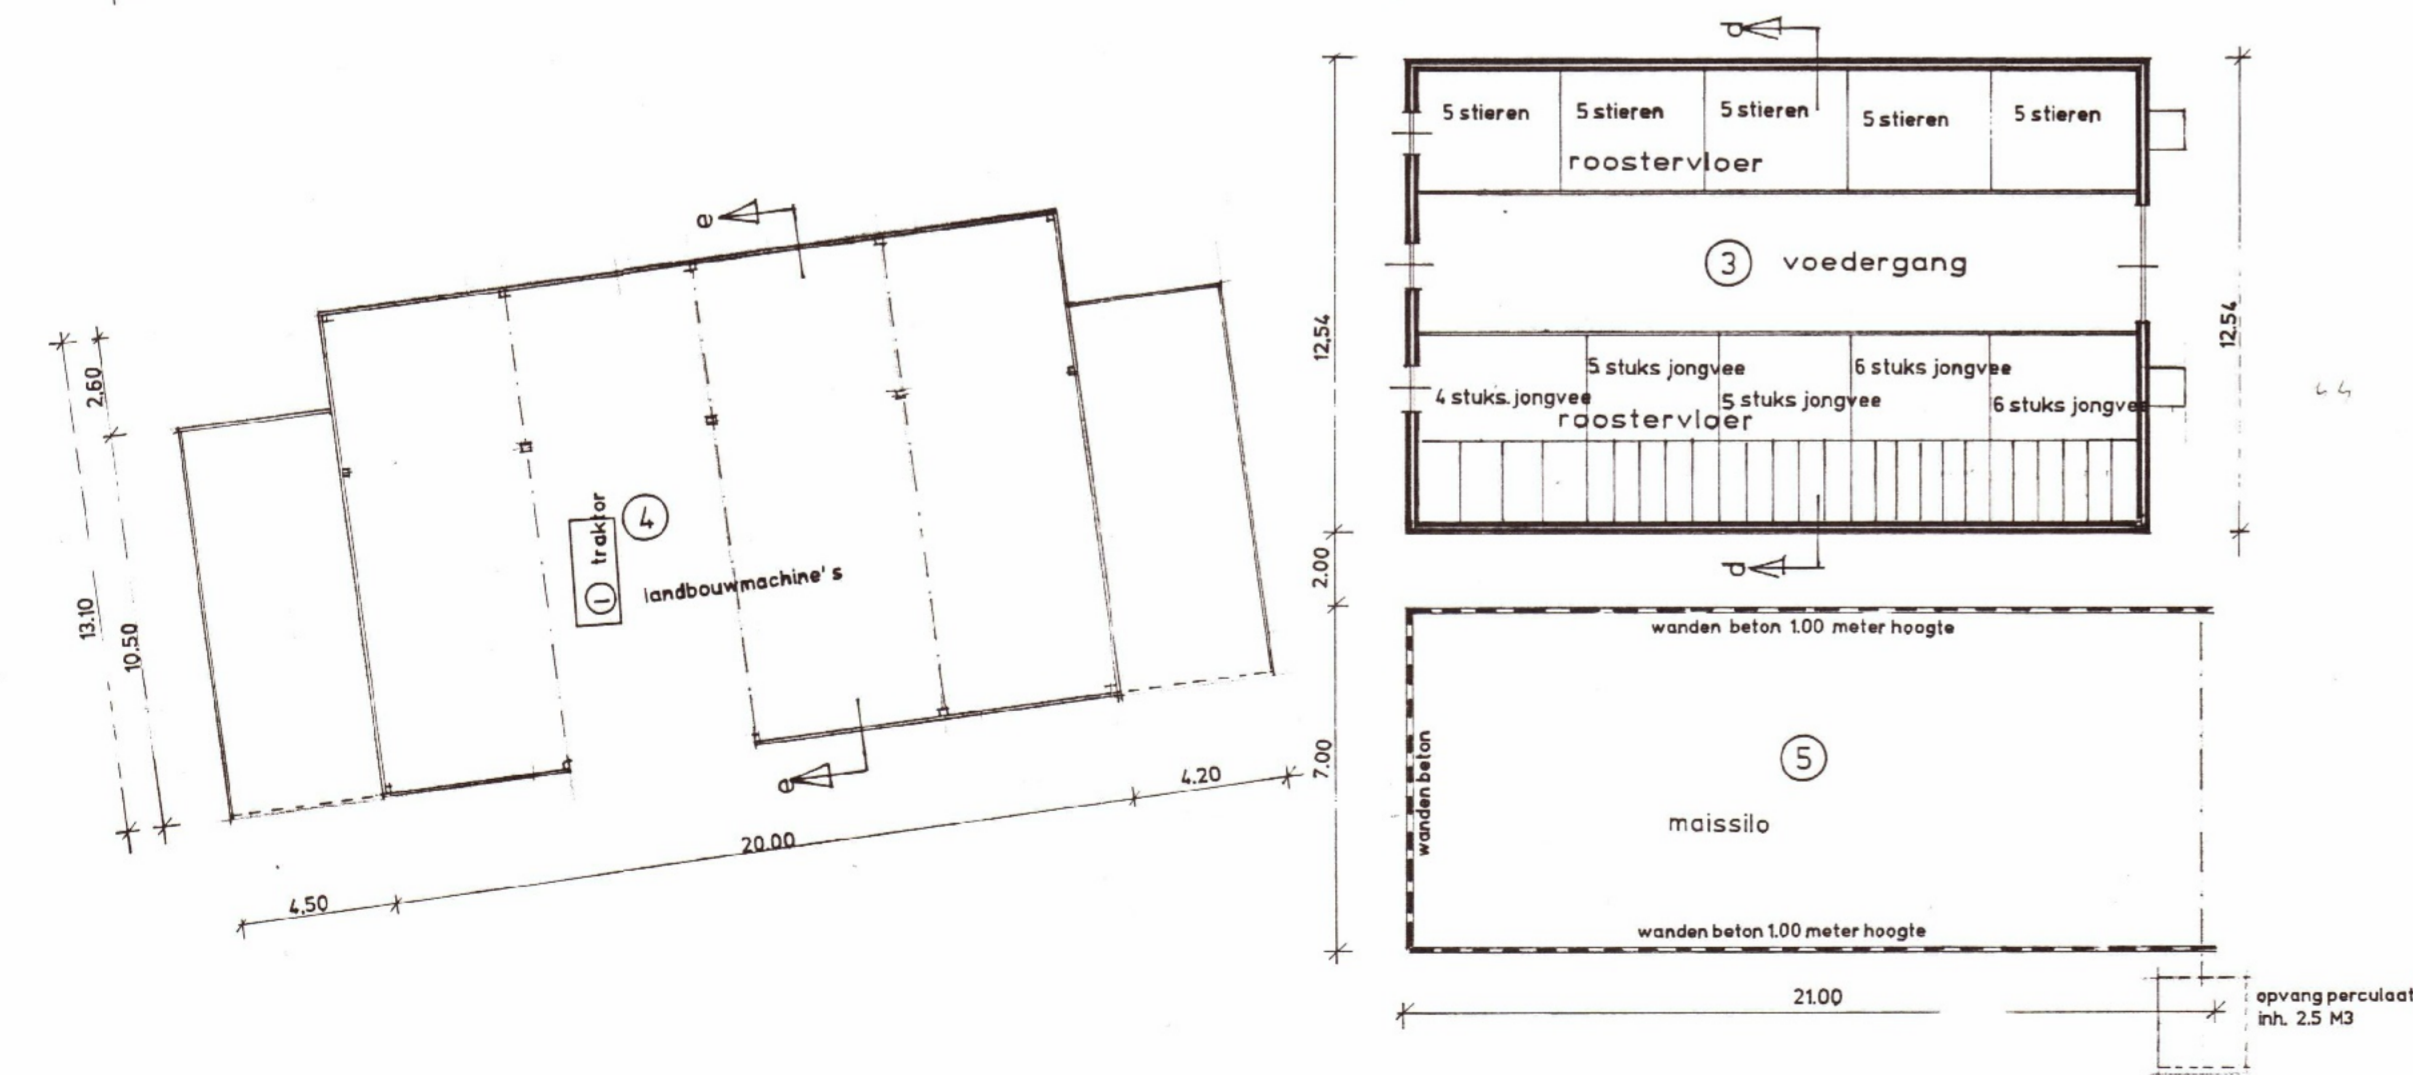 d
5 stieren
5 stieren
5 stieren
5 stieren
5 stieren
roostervloer
e
3 voedergang
12,54
12.54
2,60
5 stuks jongvee
6 stuks jongvee
4 stuks.jongvee
5 stuks jongvee
6 stuks jongvee
roostervloer
traktor
1
4
landbouwmachine's
13.10
10.50
2.00
d
wanden beton 1.00 meter hoogte
wanden beton
7.00
5
maissilo
e
4.20
20.00
4,50
wanden beton 1.00 meter hoogte
21.00
opvang perculaat
inh. 2.5 M3